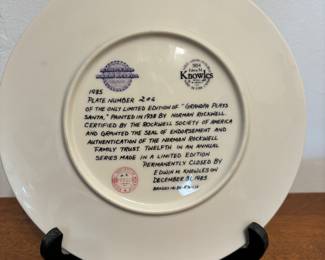 Edwin M.
Knowles
1985
PLATE NUMBER
OF THE ONLY LIMITED EDITION OF "GRANDPA PLAYS
SANTA," PAINTED IN 1938 BY NORMAN ROCKWELL
CERTIFIED BY THE ROCKWELL SOCIETY OF AMERICA
AND GRANTED THE SEAL OF ENDORSEMENT AND
AUTHENTICATION OF THE NORMAN ROCKWELL
FAMILY TRUST TWELFTH IN AN ANNUAL
SERIES MADE IN A LIMITED EDITION
PERMANENTLY CLOSED BY
EDWIN M. KNOWLES ON
DECEMBER 31, 1985